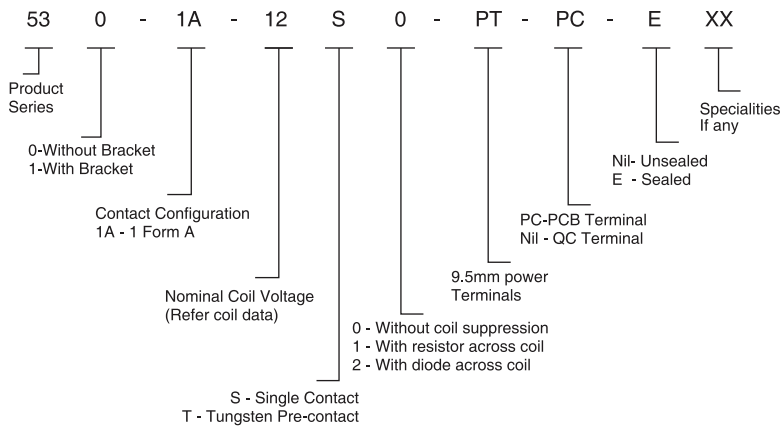 53 0 - 1A - 12 S 0 - PT - PC - E XX
Product
Series
Specialities
If any
0-Without Bracket
1-With Bracket
Nil- Unsealed
E - Sealed
Contact Configuration
1A - 1 Form A
PC-PCB Terminal
Nil - QC Terminal
9.5mm power
Terminals
Nominal Coil Voltage
(Refer coil data)
0 - Without coil suppression
1 - With resistor across coil
2 - With diode across coil
S - Single Contact
T - Tungsten Pre-contact